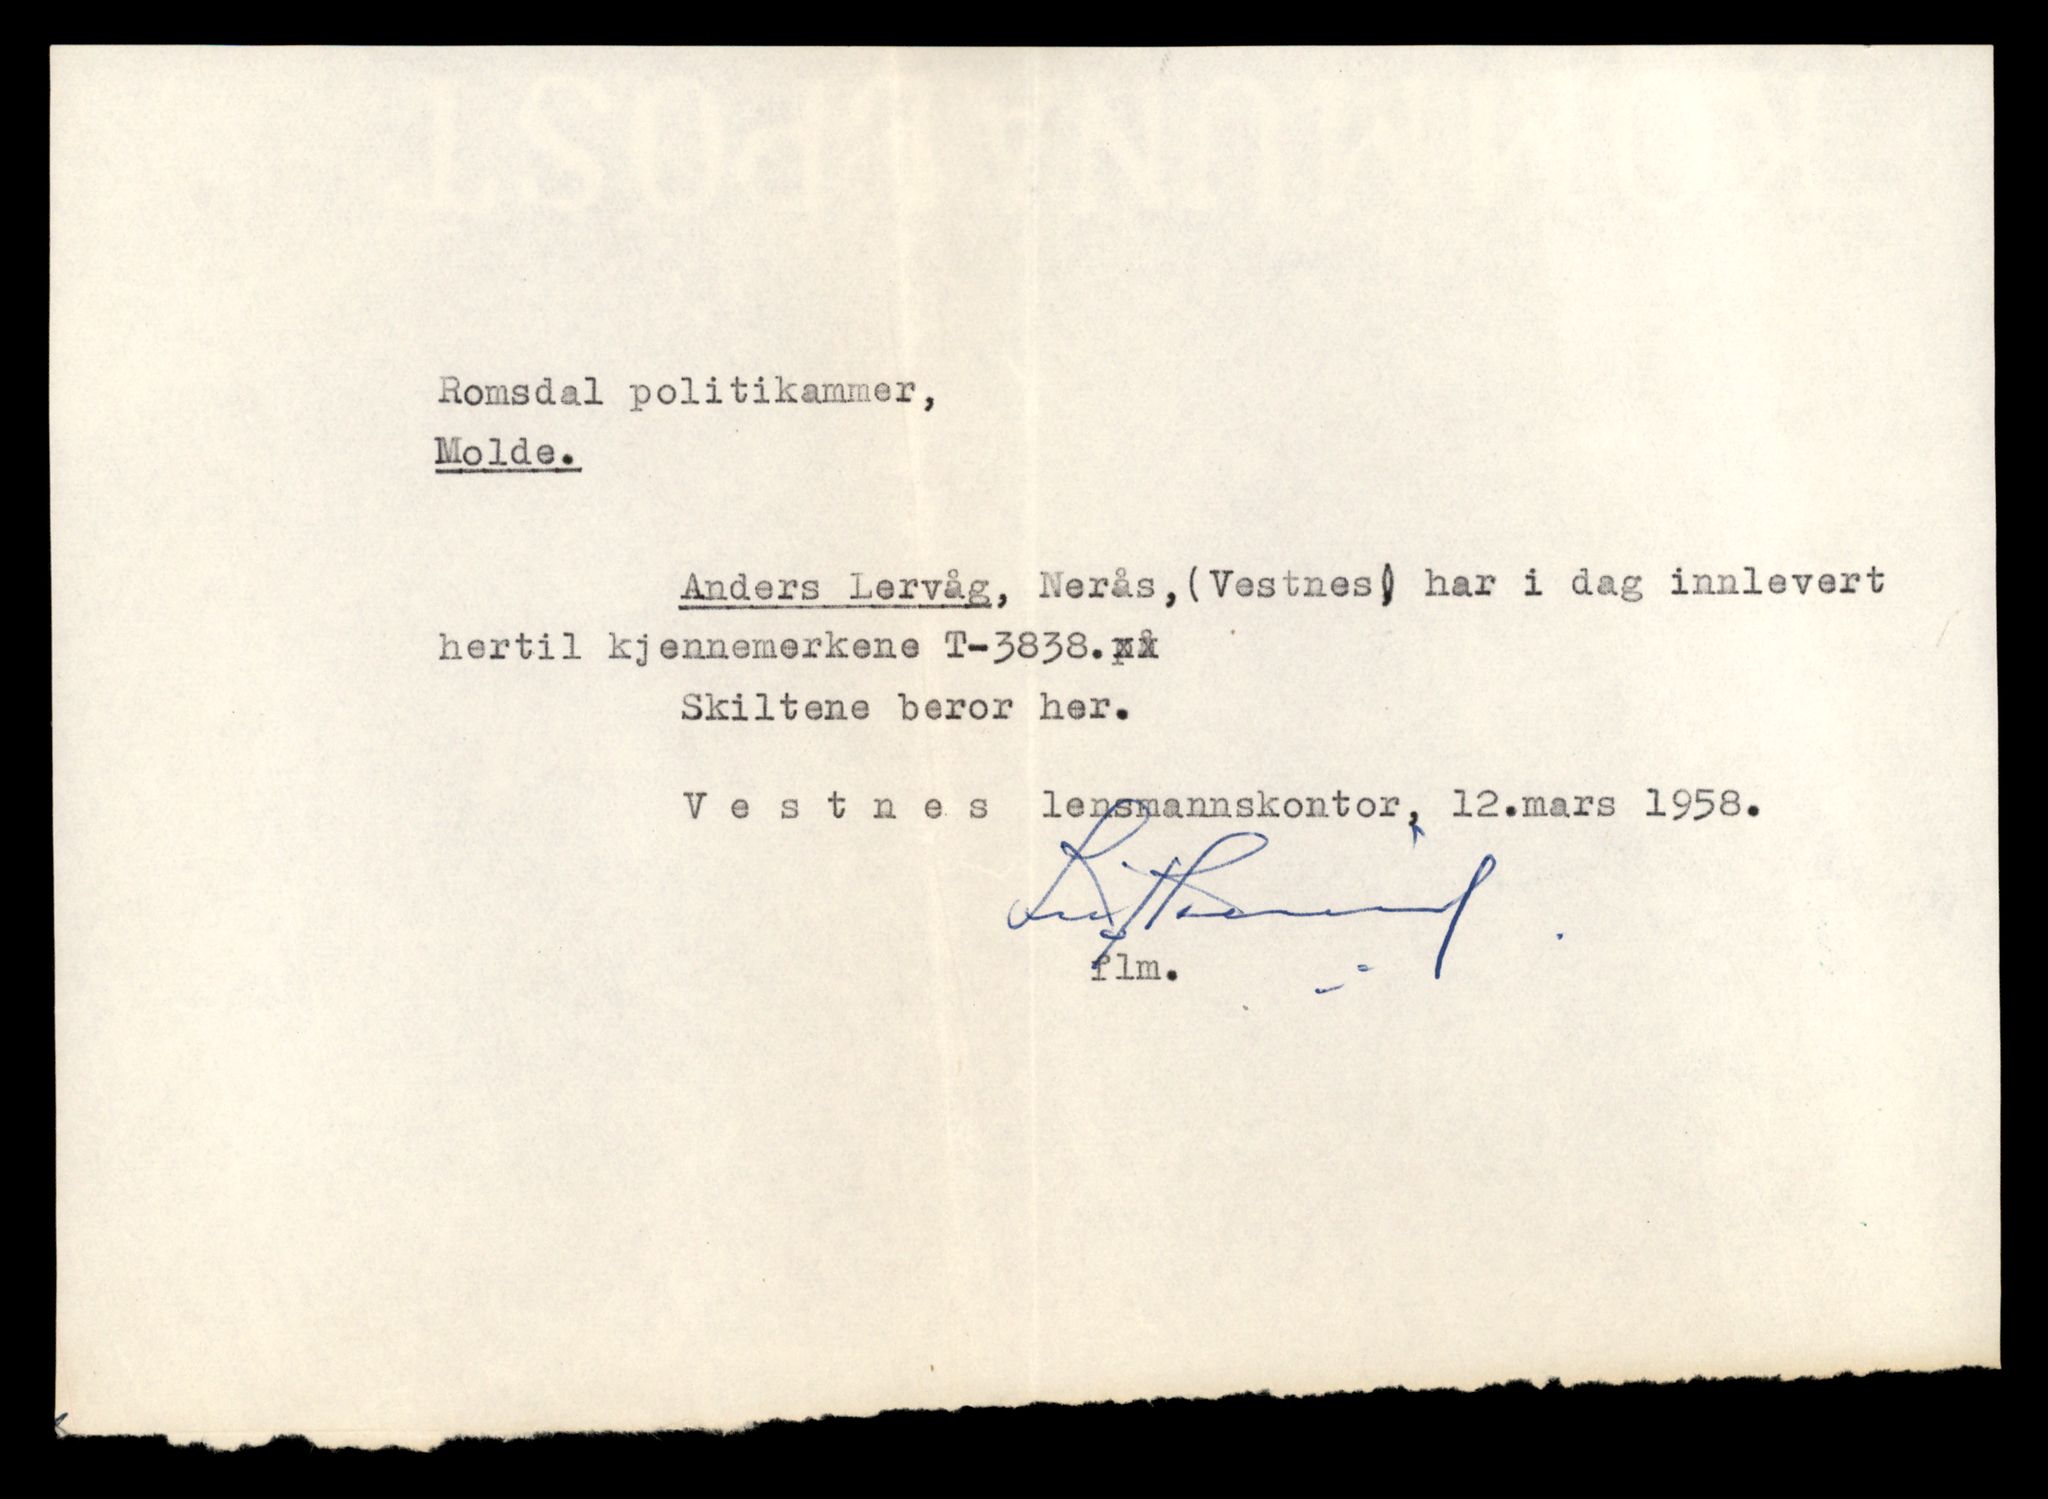 Romsdal politikammer,
Molde.
Anders Lervåg, Nerås,(Vestnes) har i dag innlevert
hertil kjennemerkene T-3838.
Skiltene beror her.
V e s t n e s lensmannskontor, 12.mars 1958.
flm.